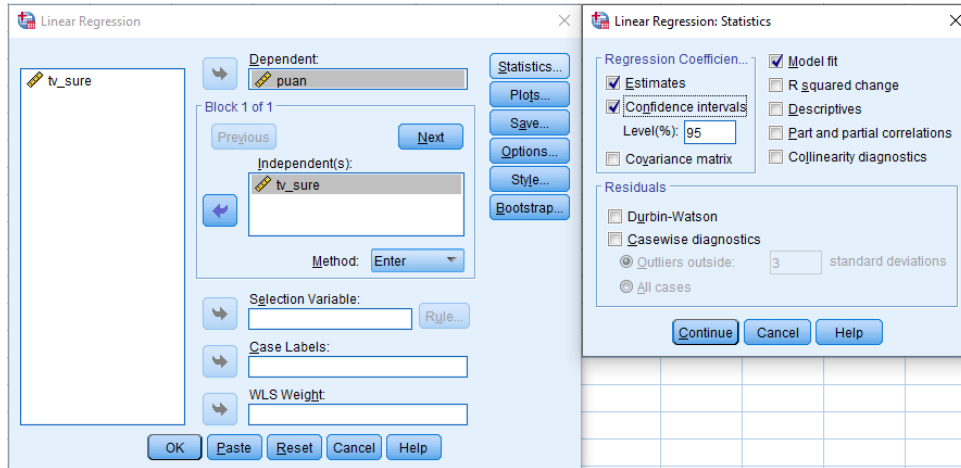 Linear Regression
tv_sure
Dependent:
puan
Block 1 of 1
Previous
Next
Independent(s):
tv_sure
Method: Enter
Selection Variable:
Rule...
Case Labels:
WLS Weight:
OK Paste Reset Cancel Help
Statistics...
Plots...
Save...
Options...
Style...
Bootstrap...
Linear Regression: Statistics
Regression Coefficien...
Estimates
Confidence intervals
Level(%): 95
Covariance matrix
Model fit
R squared change
Descriptives
Part and partial correlations
Collinearity diagnostics
Residuals
Durbin-Watson
Casewise diagnostics
Outliers outside: 3 standard deviations
All cases
Continue Cancel Help